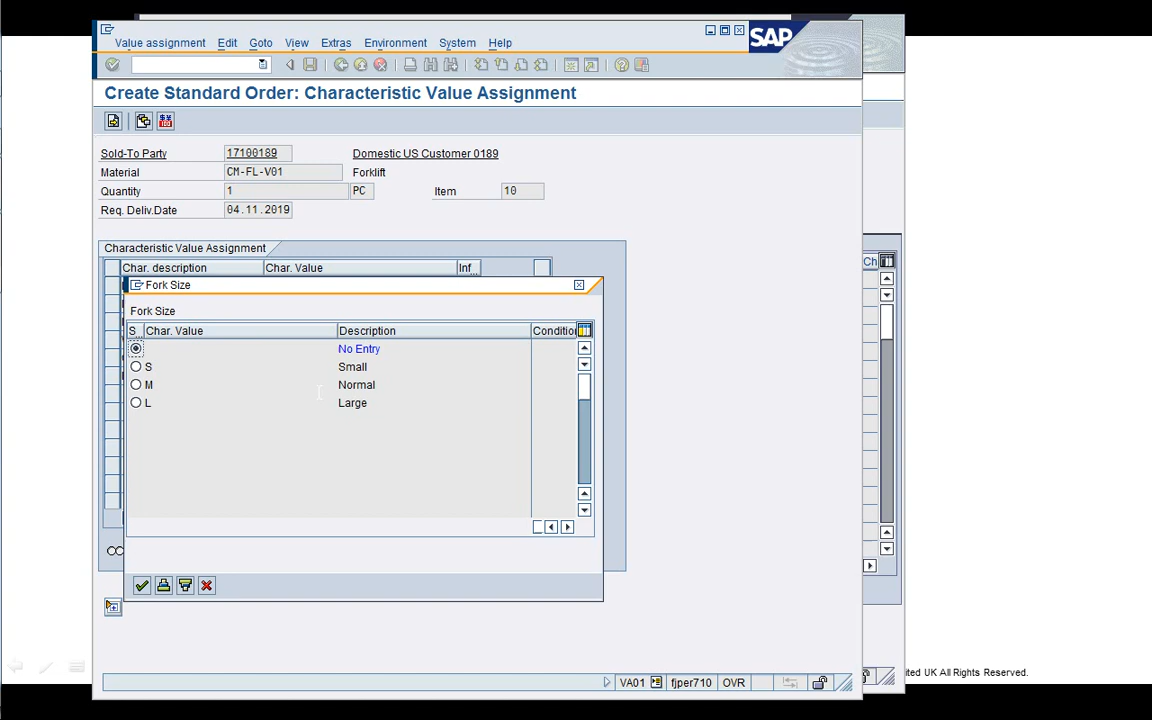 Value assignment Edit Goto View Extras Environment System Help
SAP
Create Standard Order: Characteristic Value Assignment
Sold-To Party 17100189 Domestic US Customer 0189
Material CM-FL-V01 Forklift
Quantity 1 PC Item 10
Req. Deliv.Date 04.11.2019
Characteristic Value Assignment
Char. description Char. Value Inf..
Ch
Fork Size
Fork Size
S.. Char. Value Description Conditio
No Entry
S Small
M Normal
L Large
ited UK All Rights Reserved.
VA01 fjper710 OVR